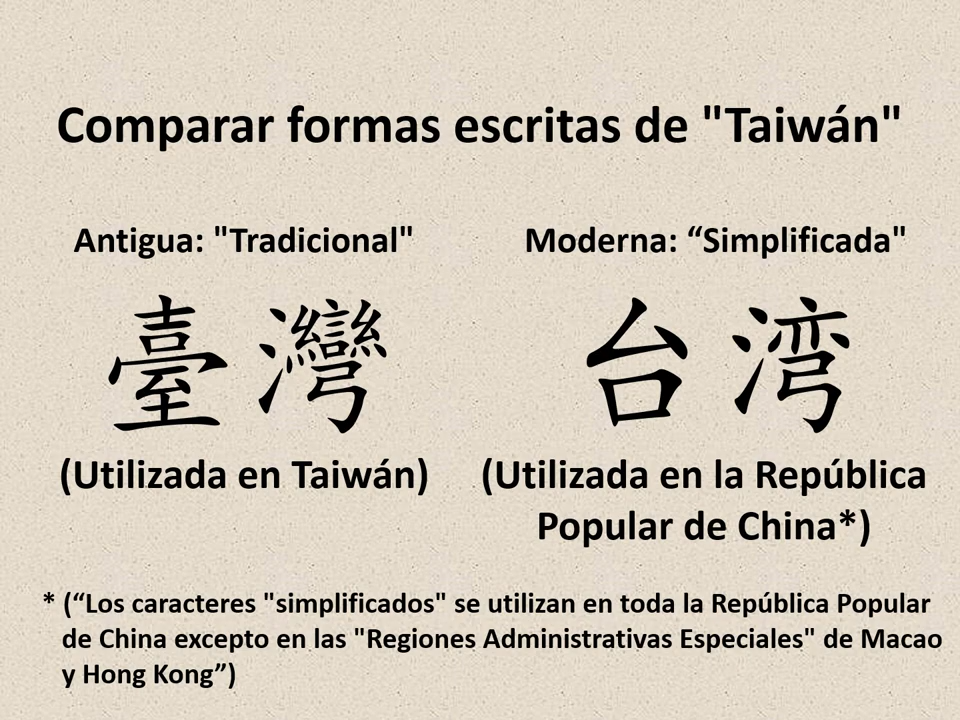 Comparar formas escritas de "Taiwán"
Antigua: "Tradicional"
Moderna: “Simplificada"
臺灣
台湾
(Utilizada en Taiwán)
(Utilizada en la República
Popular de China*)
* (“Los caracteres "simplificados" se utilizan en toda la República Popular
de China excepto en las "Regiones Administrativas Especiales" de Macao
y Hong Kong”)